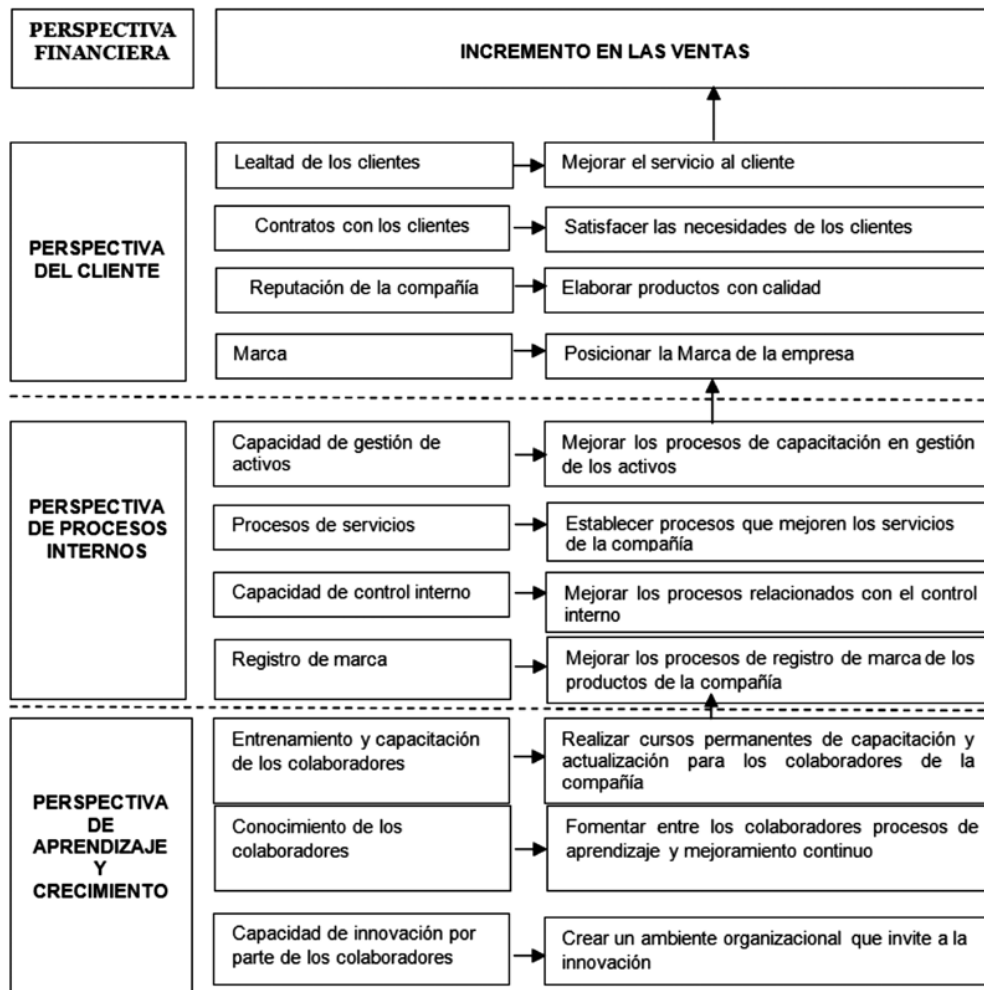 PERSPECTIVA
FINANCIERA
INCREMENTO EN LAS VENTAS
PERSPECTIVA
DEL CLIENTE
Lealtad de los clientes
Mejorar el servicio al cliente
Contratos con los clientes
Satisfacer las necesidades de los clientes
Reputación de la compañía
Elaborar productos con calidad
Marca
Posicionar la Marca de la empresa
PERSPECTIVA
DE PROCESOS
INTERNOS
Capacidad de gestión de
activos
Mejorar los procesos de capacitación en gestión
de los activos
Procesos de servicios
Establecer procesos que mejoren los servicios
de la compañía
Capacidad de control interno
Mejorar los procesos relacionados con el control
interno
Registro de marca
Mejorar los procesos de registro de marca de los
productos de la compañía
PERSPECTIVA
DE
APRENDIZAJE
Y
CRECIMIENTO
Entrenamiento y capacitación
de los colaboradores
Realizar cursos permanentes de capacitación y
actualización para los colaboradores de la
compañía
Conocimiento de los
colaboradores
Fomentar entre los colaboradores procesos de
aprendizaje y mejoramiento continuo
Capacidad de innovación por
parte de los colaboradores
Crear un ambiente organizacional que invite a la
innovación